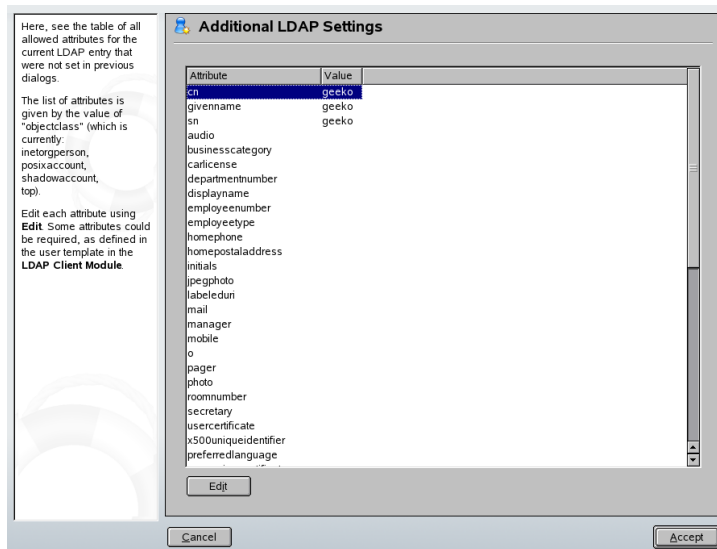 Here, see the table of all
allowed attributes for the
current LDAP entry that
were not set in previous
dialogs.
The list of attributes is
given by the value of
"objectclass" (which is
currently:
inetorgperson,
posixaccount,
shadowaccount,
top).
Edit each attribute using
Edit. Some attributes could
be required, as defined in
the user template in the
LDAP Client Module.
Additional LDAP Settings
Attribute Value
cn geeko
givenname geeko
sn geeko
audio
businesscategory
carlicense
departmentnumber
displayname
employeenumber
employeetype
homephone
homepostaladdress
initials
jpegphoto
labeleduri
mail
manager
mobile
o
pager
photo
roomnumber
secretary
usercertificate
x500uniqueidentifier
preferredlanguage
Edit
Cancel Accept